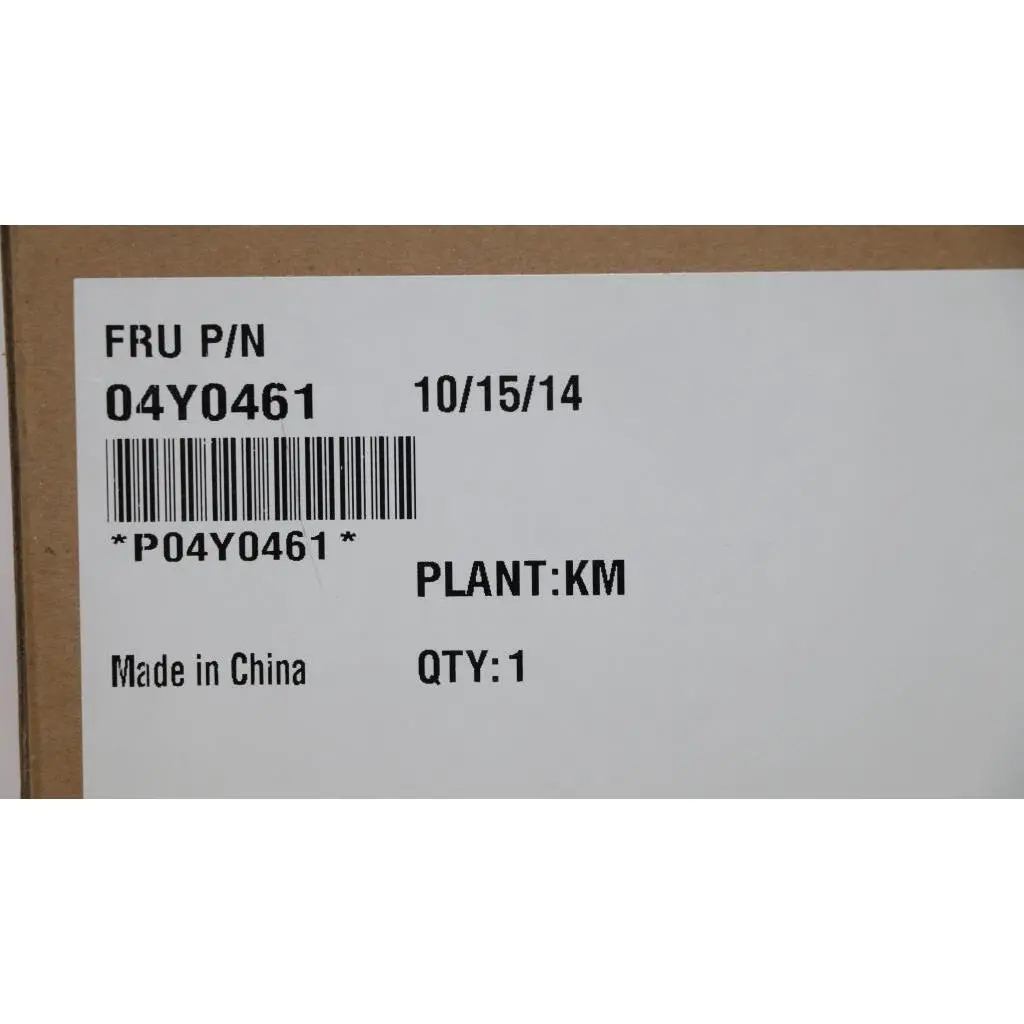 FRU P/N
04Y0461 10/15/14
*P04Y0461*
PLANT:KM
Made in China QTY:1